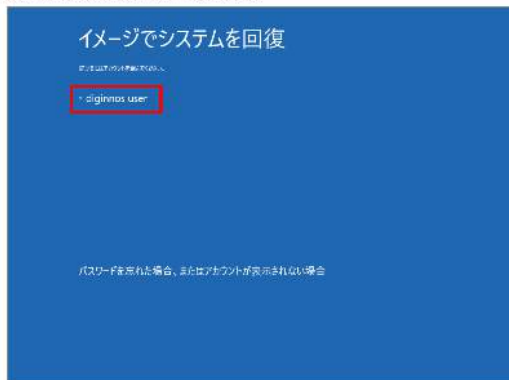 イメージでシステムを回復
diginnos user
パスワードを忘れた場合、またはアカウントが表示されない場合